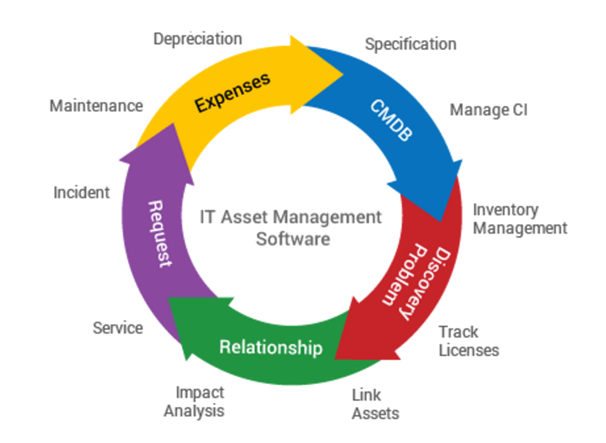 Depreciation
Specification
Expenses
Maintenance
CMDB
Manage CI
Incident
Request
IT Asset Management
Software
Inventory
Management
Discovery
Problem
Service
Relationship
Track
Licenses
Impact
Analysis
Link
Assets